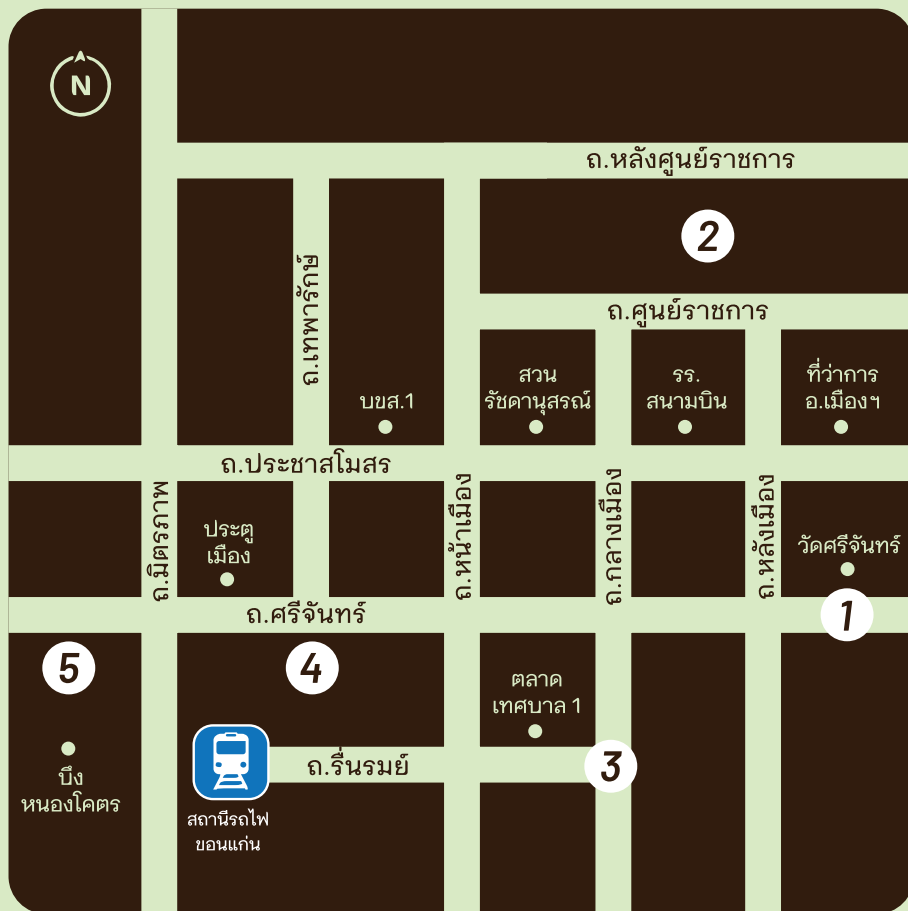 N
ถ.หลังศูนย์ราชการ
2
ถ.เทพารักษ์
ถ.ศูนย์ราชการ
บขส.1
สวน
รัชดานุสรณ์
รร.
สนามบิน
ที่ว่าการ
อ.เมืองฯ
ถ.ประชาสโมสร
ถ.มิตรภาพ
ประตู
เมือง
ถ.หน้าเมือง
ถ.กลางเมือง
ถ.หลังเมือง
วัดศรีจันทร์
1
ถ.ศรีจันทร์
5
4
ตลาด
เทศบาล 1
3
ถ.รื่นรมย์
บึง
หนองโคตร
สถานีรถไฟ
ขอนแก่น